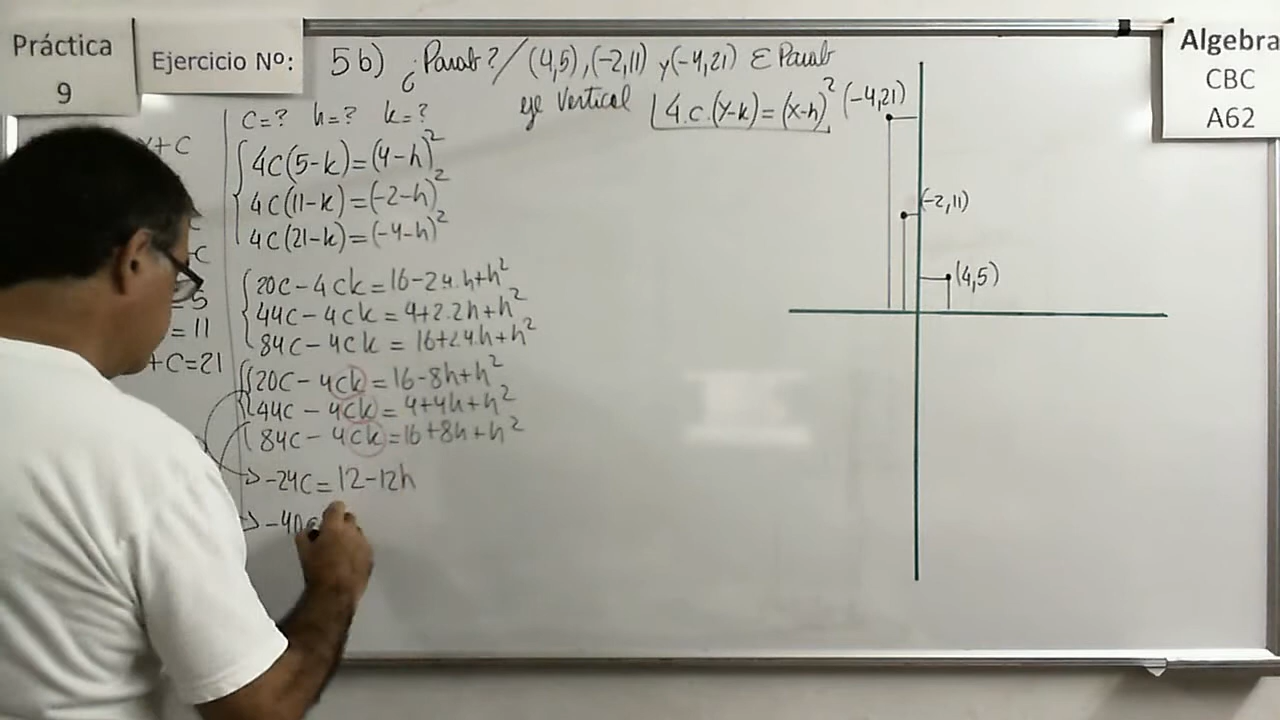 Práctica
9
Ejercicio Nº:
5b) ¿Parab?/(4,5),(-2,11) y(-4,21) ∈ Parab
eje Vertical 4.c.(y-k)=(x-h)²
Algebra
CBC
A62
y+C
-C
=5
=11
+C=21
C=? h=? k=?
4C(5-k)=(4-h)²
4C(11-k)=(-2-h)²
4C(21-k)=(-4-h)²
20C-4Ck=16-2.4.h+h²
44C-4Ck=4+2.2h+h²
84C-4Ck=16+2.4h+h²
20C-4Ck=16-8h+h²
44C-4Ck=4+4h+h²
84C-4Ck=16+8h+h²
-24C=12-12h
-40
(-4,21)
(-2,11)
(4,5)